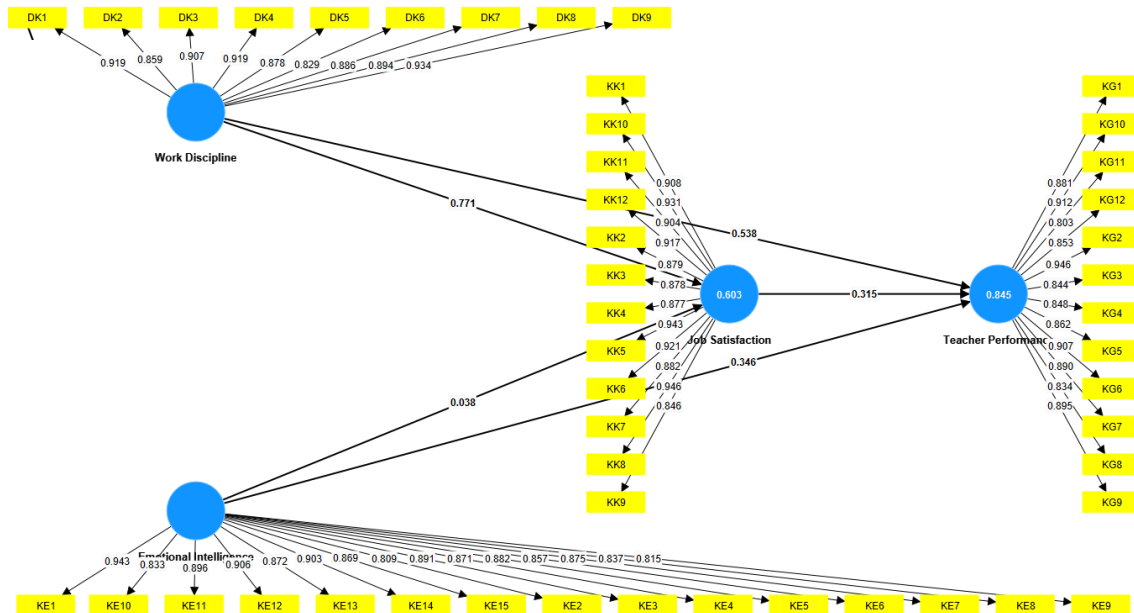 DK1 DK2 DK3 DK4 DK5 DK6 DK7 DK8 DK9
0.919 0.859 0.907 0.919 0.878 0.829 0.886 0.894 0.934
Work Discipline
0.771
0.538
KK1
KK10
KK11
KK12
KK2
KK3
KK4
KK5
KK6
KK7
KK8
KK9
0.908
0.931
0.904
0.917
0.879
0.878
0.877
0.943
0.921
0.882
0.946
0.846
0.603
Job Satisfaction
0.315
0.346
0.038
0.845
Teacher Performanc
0.881
0.912
0.803
0.853
0.946
0.844
0.848
0.862
0.907
0.890
0.834
0.895
KG1
KG10
KG11
KG12
KG2
KG3
KG4
KG5
KG6
KG7
KG8
KG9
Emotional Intelligence
0.943 0.833 0.896 0.906 0.872 0.903 0.869 0.809 0.891 0.871 0.882 0.857 0.875 0.837 0.815
KE1 KE10 KE11 KE12 KE13 KE14 KE15 KE2 KE3 KE4 KE5 KE6 KE7 KE8 KE9